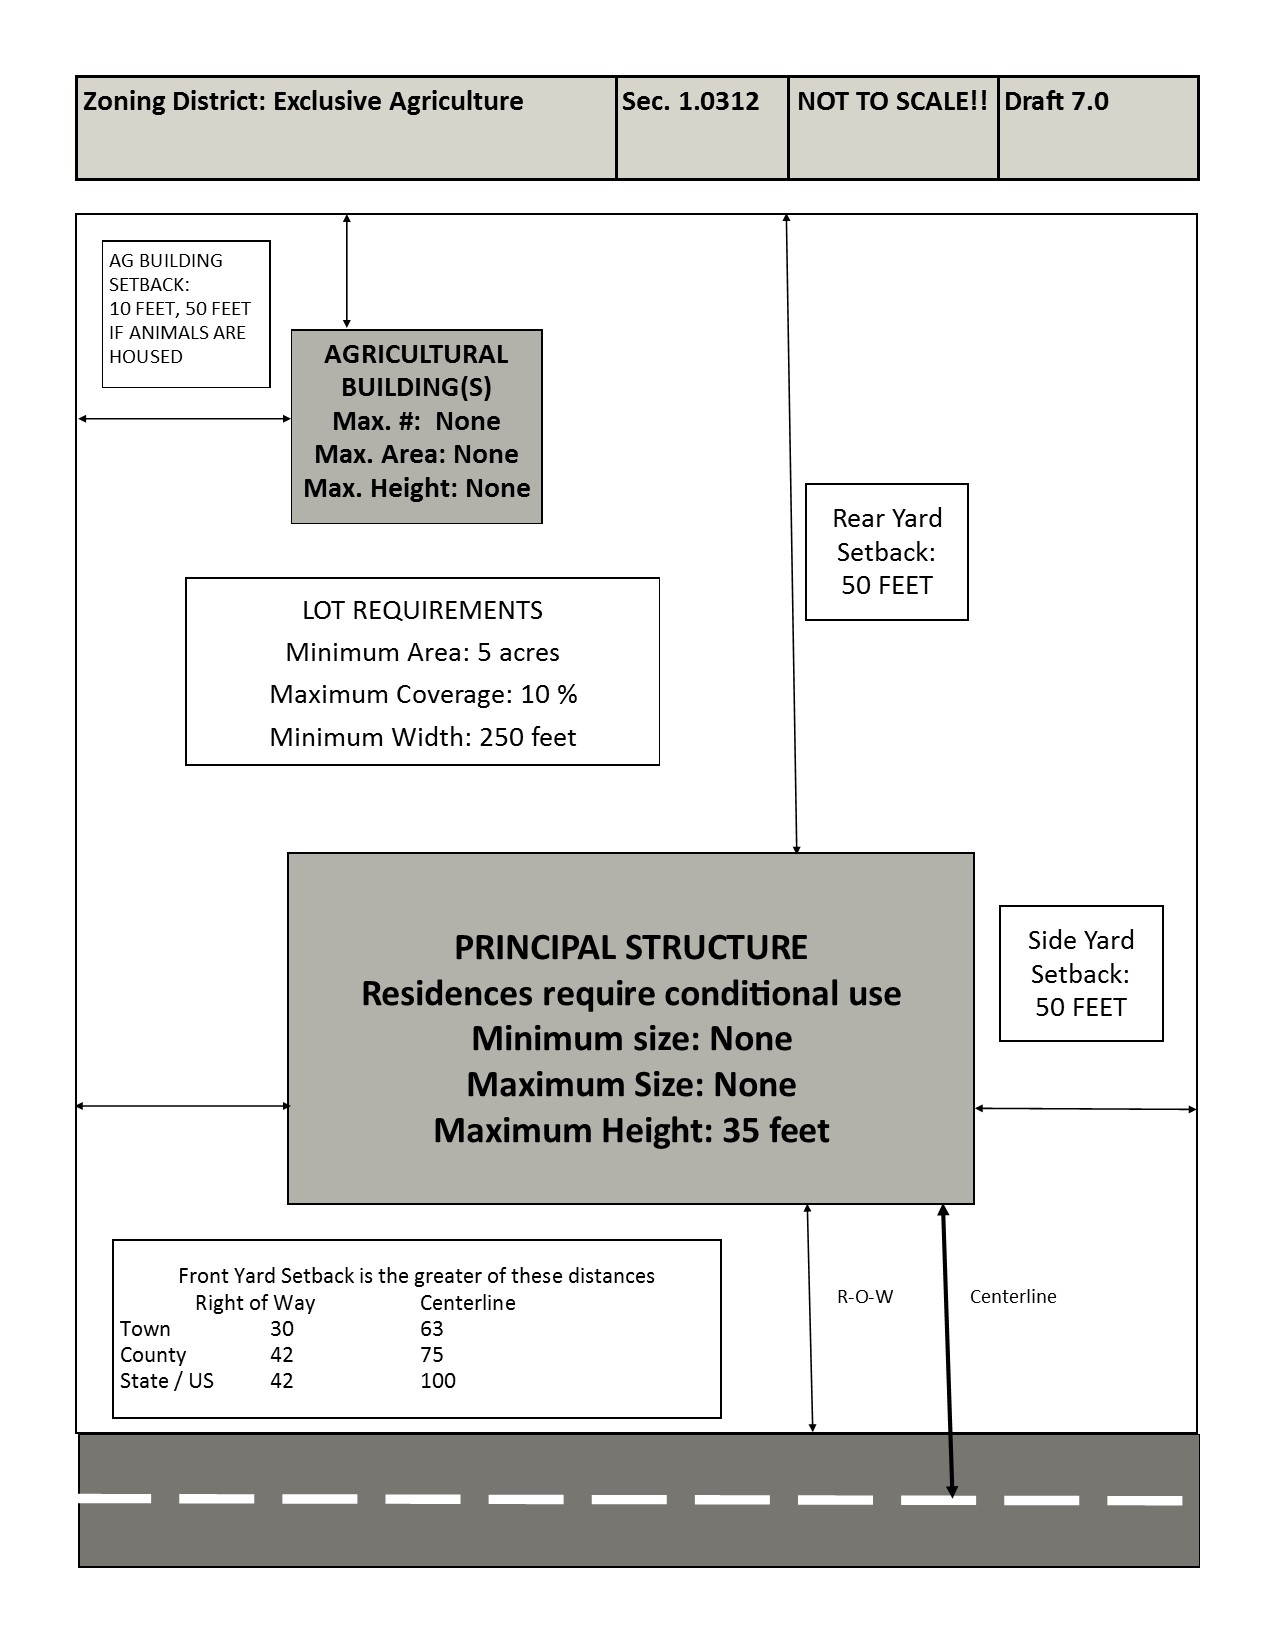 Zoning District: Exclusive Agriculture
Sec. 1.0312
NOT TO SCALE!!
Draft 7.0
AG BUILDING
SETBACK:
10 FEET, 50 FEET
IF ANIMALS ARE
HOUSED
AGRICULTURAL
BUILDING(S)
Max. #:  None
Max. Area: None
Max. Height: None
Rear Yard
Setback:
50 FEET
LOT REQUIREMENTS
Minimum Area: 5 acres
Maximum Coverage: 10 %
Minimum Width: 250 feet
PRINCIPAL STRUCTURE
Residences require conditional use
Minimum size: None
Maximum Size: None
Maximum Height: 35 feet
Side Yard
Setback:
50 FEET
Front Yard Setback is the greater of these distances
Right of Way Centerline
Town 30 63
County 42 75
State / US 42 100
R-O-W
Centerline